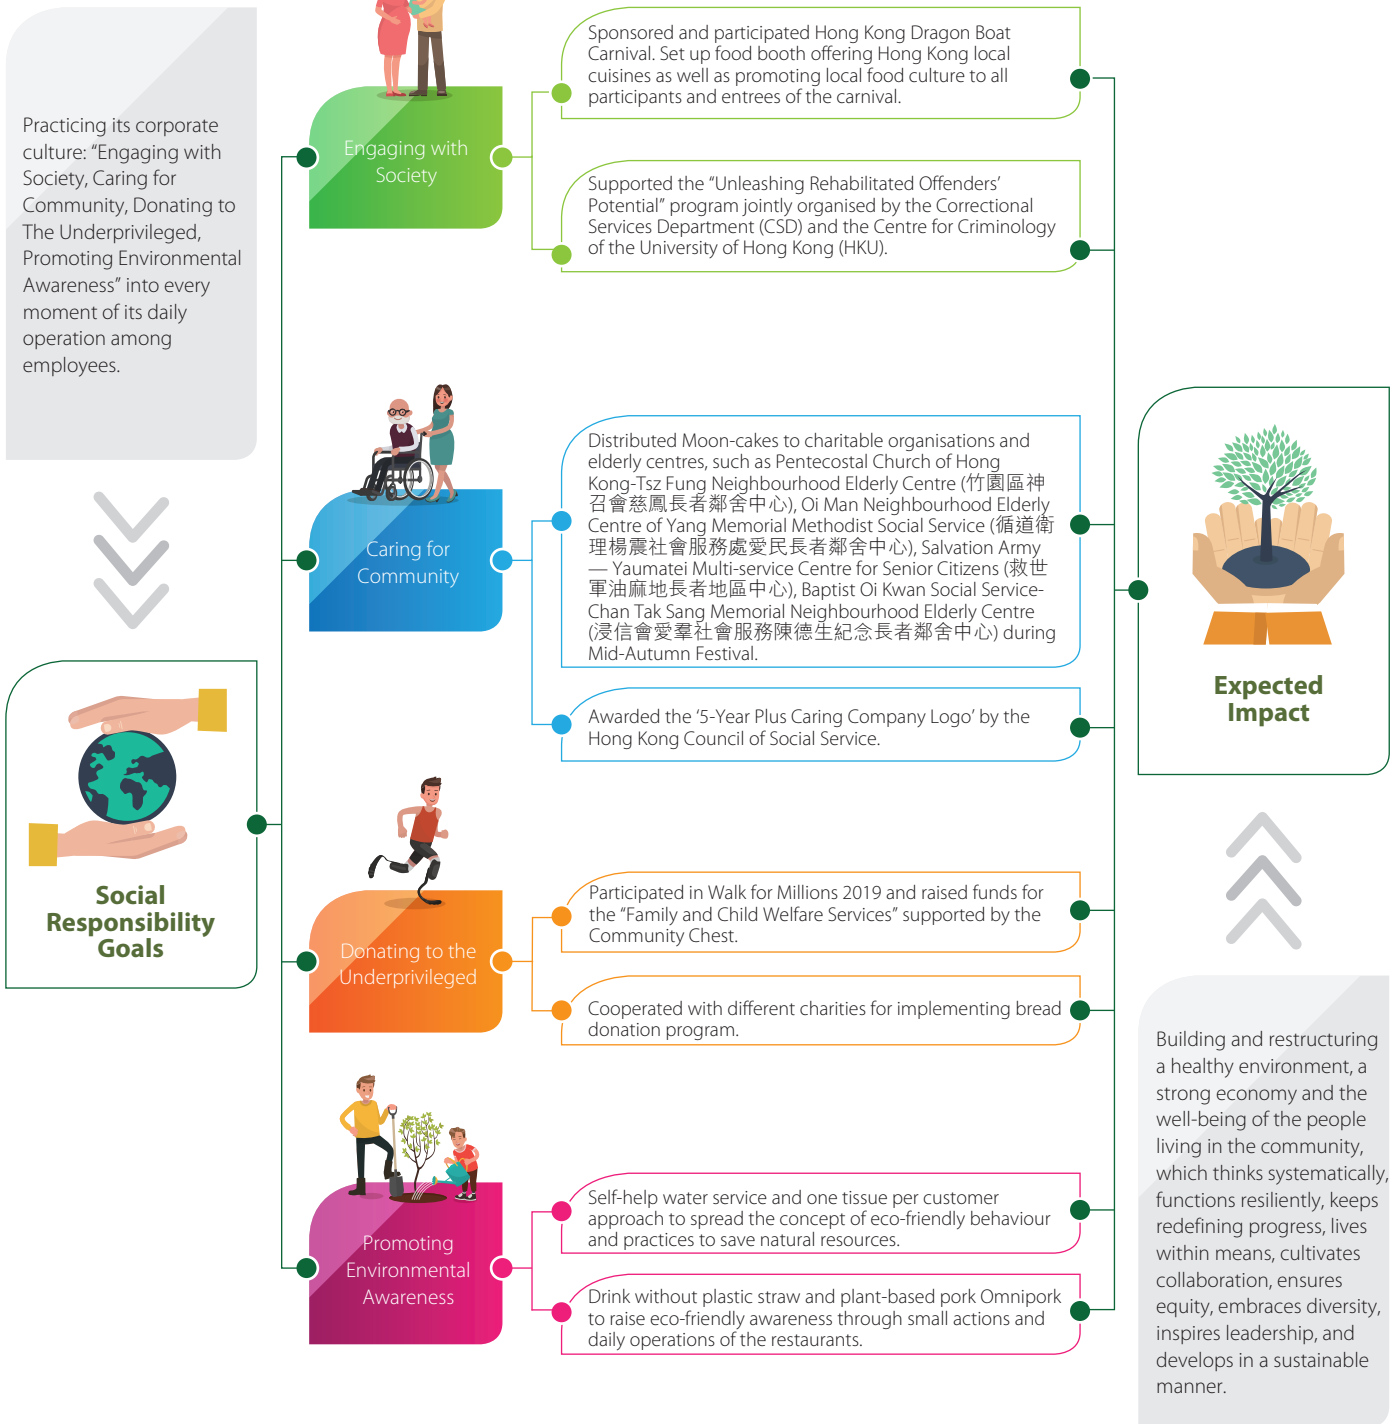 Practicing its corporate
culture: “Engaging with
Society, Caring for
Community, Donating to
The Underprivileged,
Promoting Environmental
Awareness” into every
moment of its daily
operation among
employees.
Social
Responsibility
Goals
Engaging with
Society
Sponsored and participated Hong Kong Dragon Boat
Carnival. Set up food booth offering Hong Kong local
cuisines as well as promoting local food culture to all
participants and entrees of the carnival.
Supported the “Unleashing Rehabilitated Offenders’
Potential” program jointly organised by the Correctional
Services Department (CSD) and the Centre for Criminology
of the University of Hong Kong (HKU).
Caring for
Community
Distributed Moon-cakes to charitable organisations and
elderly centres, such as Pentecostal Church of Hong
Kong-Tsz Fung Neighbourhood Elderly Centre (竹園區神
召會慈鳳長者鄰舍中心), Oi Man Neighbourhood Elderly
Centre of Yang Memorial Methodist Social Service (循道衛
理楊震社會服務處愛民長者鄰舍中心), Salvation Army
— Yaumatei Multi-service Centre for Senior Citizens (救世
軍油麻地長者地區中心), Baptist Oi Kwan Social Service-
Chan Tak Sang Memorial Neighbourhood Elderly Centre
(浸信會愛羣社會服務陳德生紀念長者鄰舍中心) during
Mid-Autumn Festival.
Awarded the ‘5-Year Plus Caring Company Logo’ by the
Hong Kong Council of Social Service.
Donating to the
Underprivileged
Participated in Walk for Millions 2019 and raised funds for
the “Family and Child Welfare Services” supported by the
Community Chest.
Cooperated with different charities for implementing bread
donation program.
Promoting
Environmental
Awareness
Self-help water service and one tissue per customer
approach to spread the concept of eco-friendly behaviour
and practices to save natural resources.
Drink without plastic straw and plant-based pork Omnipork
to raise eco-friendly awareness through small actions and
daily operations of the restaurants.
Expected
Impact
Building and restructuring
a healthy environment, a
strong economy and the
well-being of the people
living in the community,
which thinks systematically,
functions resiliently, keeps
redefining progress, lives
within means, cultivates
collaboration, ensures
equity, embraces diversity,
inspires leadership, and
develops in a sustainable
manner.